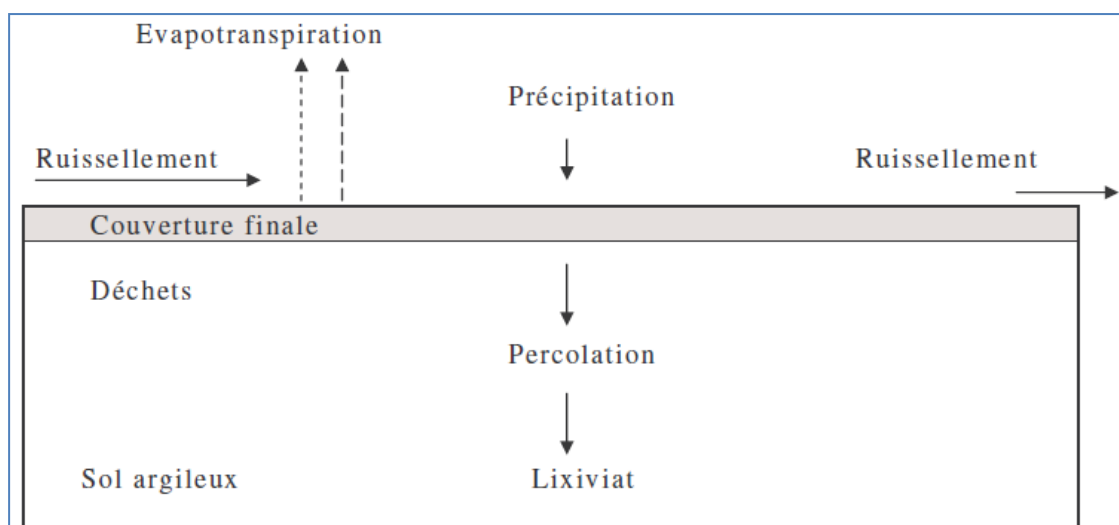 Evapotranspiration
Précipitation
Ruissellement
Ruissellement
Couverture finale
Déchets
Percolation
Sol argileux
Lixiviat